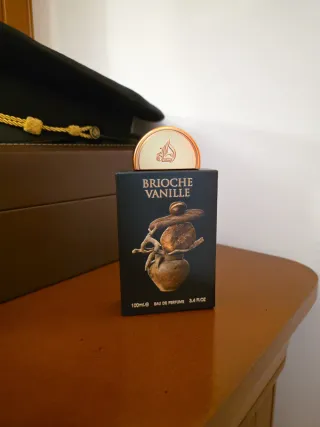 BRIOCHE
VANILLE
100ml.℮ EAU DE PARFUM 3.4 fl.OZ